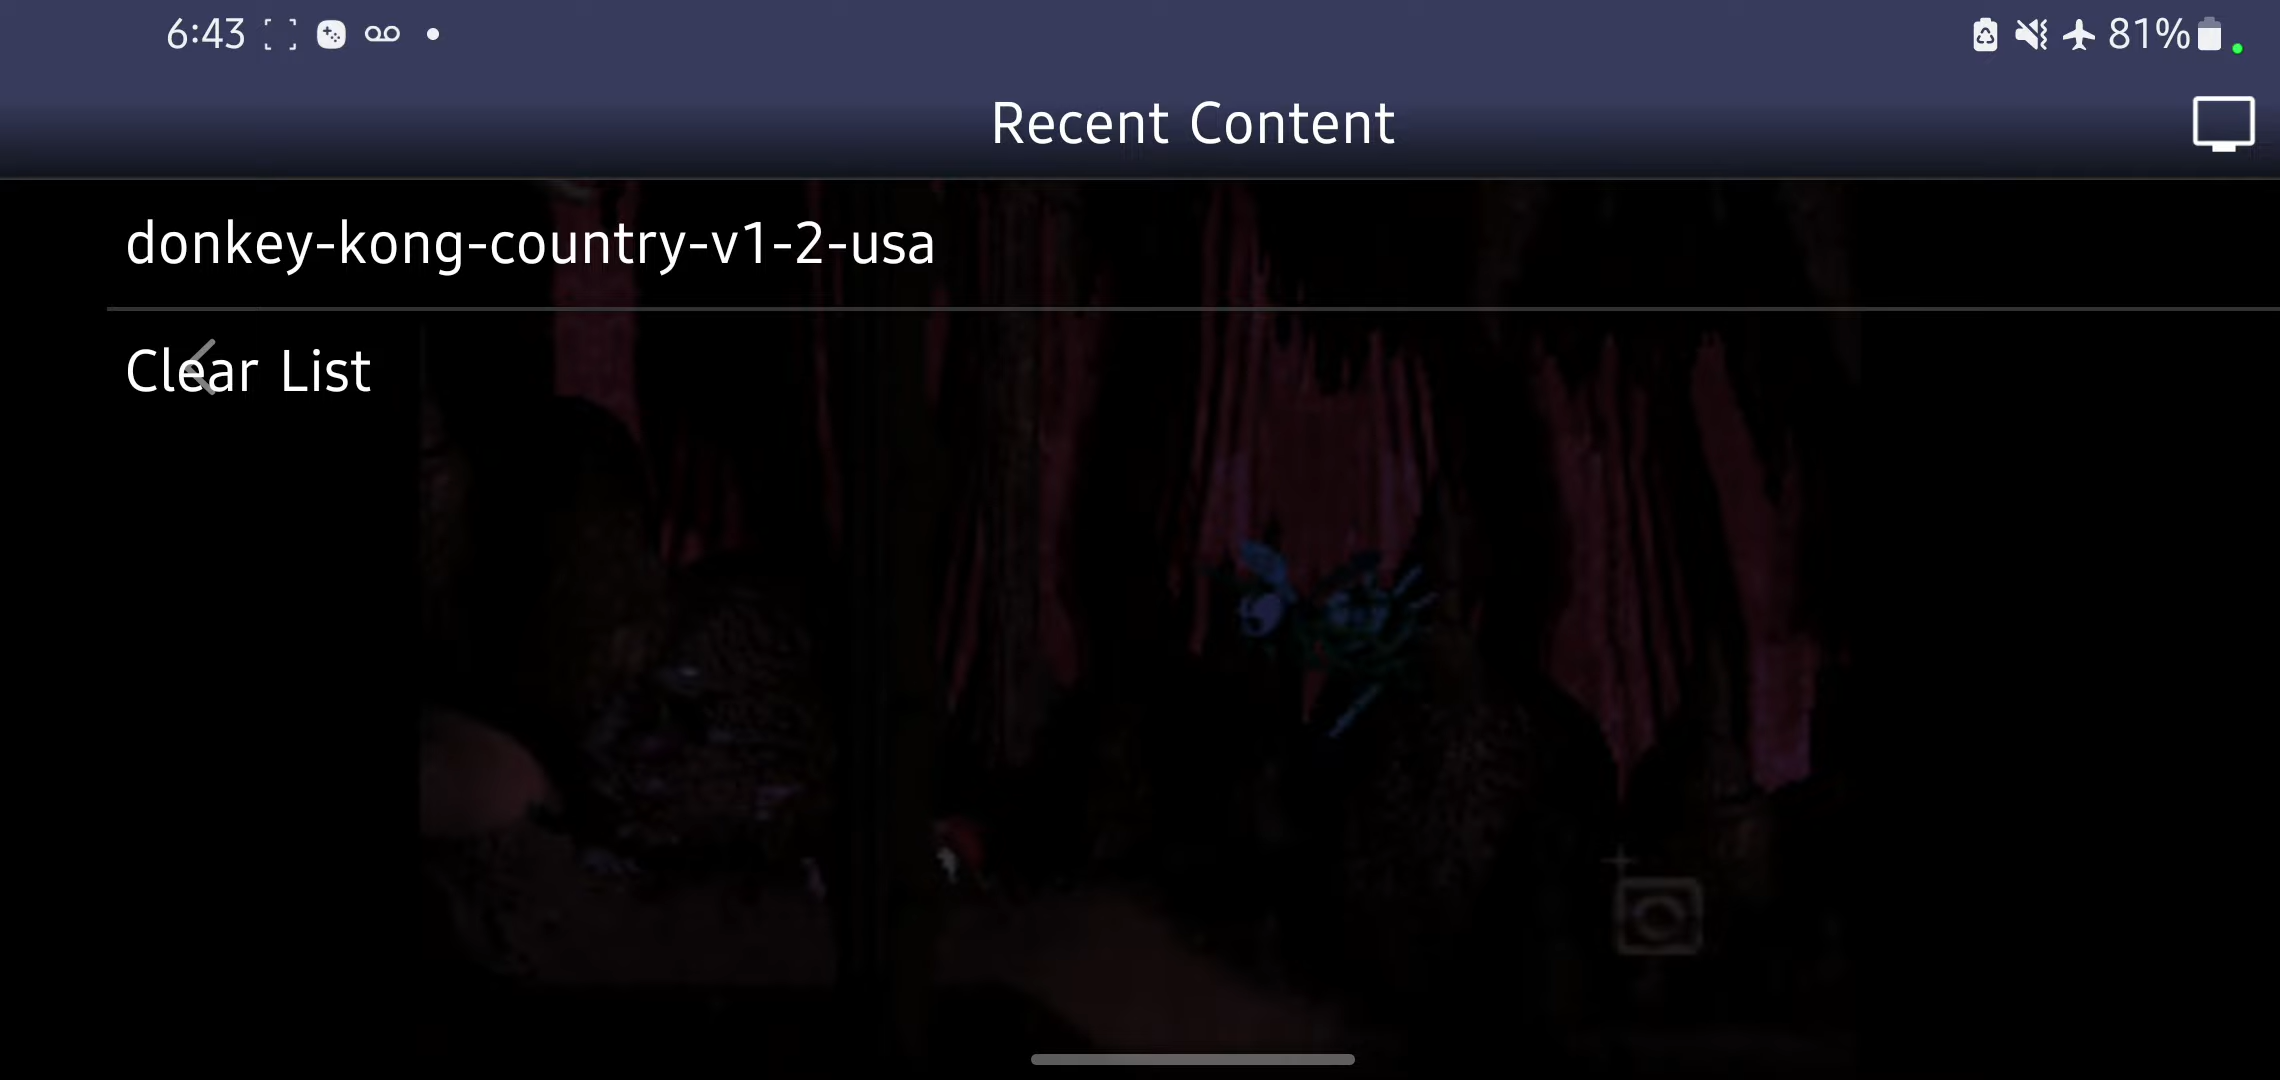 6:43
81%
Recent Content
donkey-kong-country-v1-2-usa
Clear List